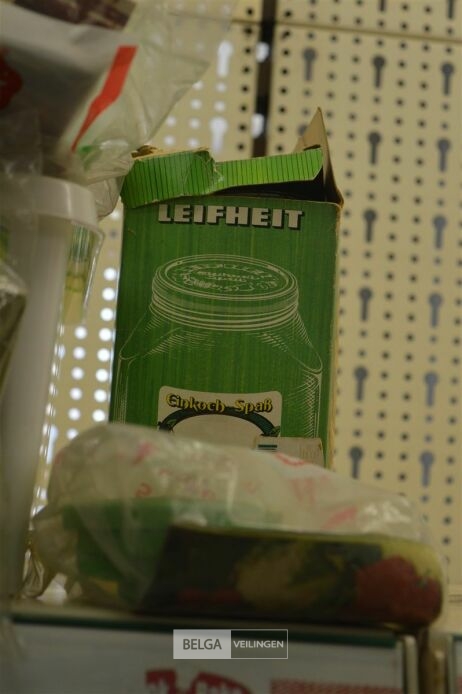 LEIFHEIT
Einkoch-Spaß
BELGA VEILINGEN